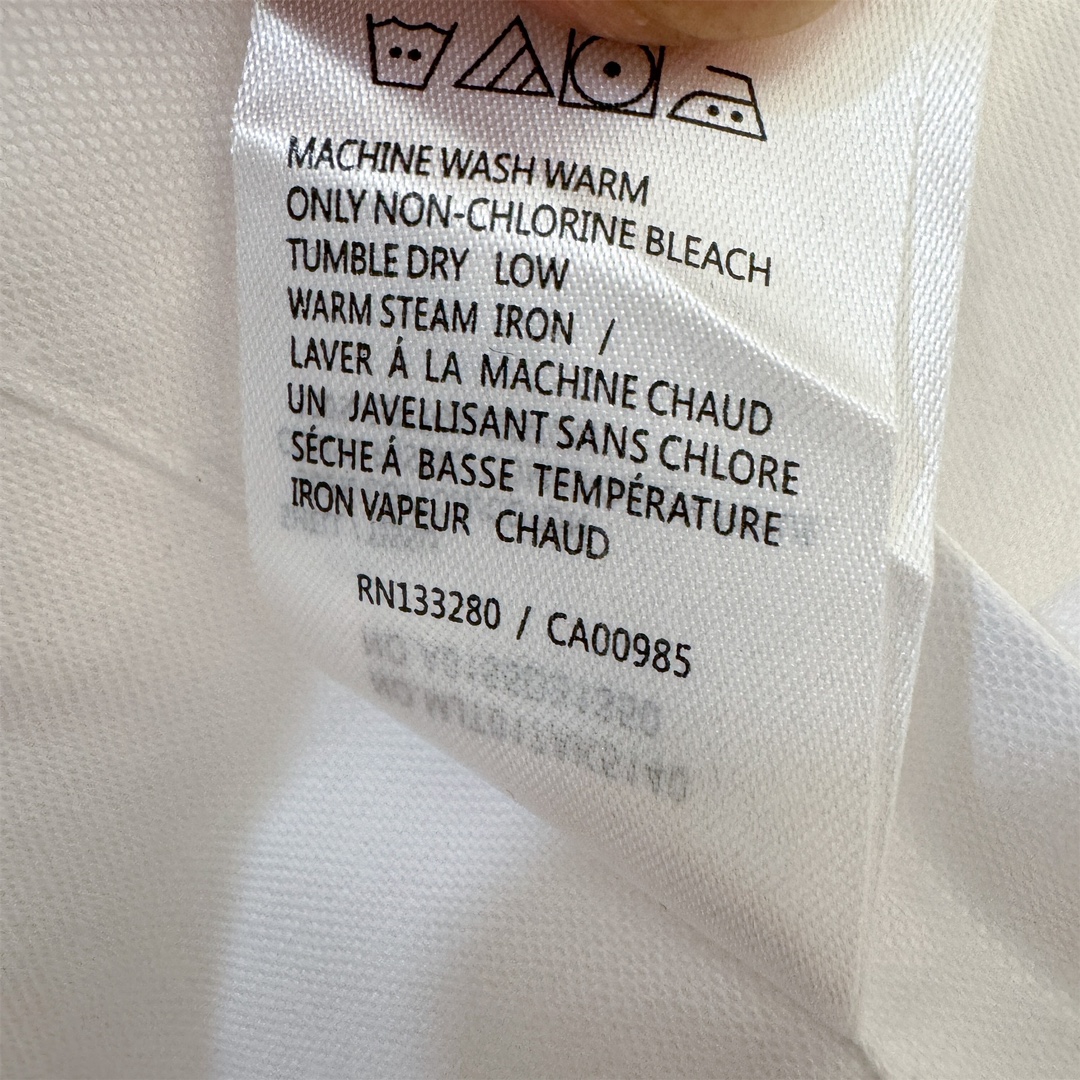 MACHINE WASH WARM
ONLY NON-CHLORINE BLEACH
TUMBLE DRY LOW
WARM STEAM IRON /
LAVER Á LA MACHINE CHAUD
UN JAVELLISANT SANS CHLORE
SÉCHE Á BASSE TEMPÉRATURE
IRON VAPEUR CHAUD
RN133280 / CA00985